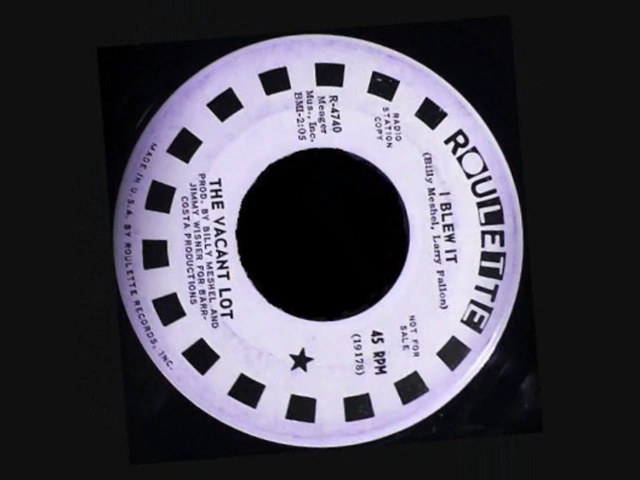 ROULETTE
RADIO
STATION
COPY
NOT FOR
SALE
I BLEW IT
(Billy Meshel, Larry Fallon)
R-4740
Meager
Mus., Inc.
BMI-2:05
45 RPM
(19178)
THE VACANT LOT
PROD. BY BILLY MESHEL AND
JIMMY WISNER FOR BARR-
COSTA PRODUCTIONS
MADE IN U.S.A. BY ROULETTE RECORDS, INC.